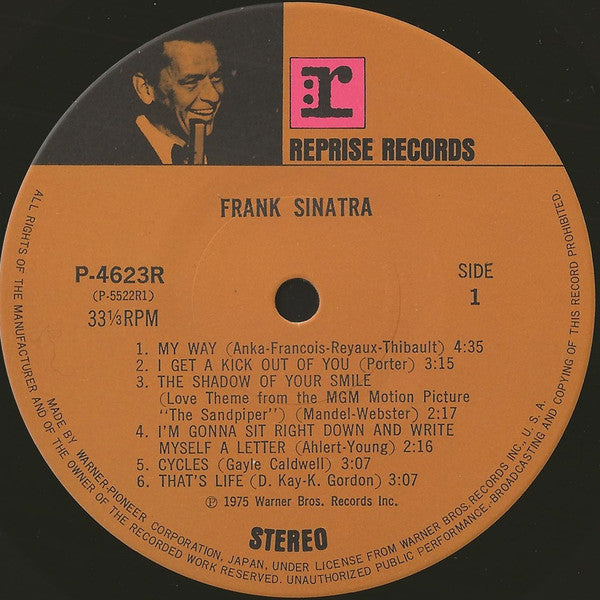 r
REPRISE RECORDS
FRANK SINATRA
P-4623R
(P-5522R1)
33⅓RPM
SIDE
1
1. MY WAY (Anka-Francois-Reyaux-Thibault) 4:35
2. I GET A KICK OUT OF YOU (Porter) 3:15
3. THE SHADOW OF YOUR SMILE
(Love Theme from the MGM Motion Picture
"The Sandpiper") (Mandel-Webster) 2:17
4. I'M GONNA SIT RIGHT DOWN AND WRITE
MYSELF A LETTER (Ahlert-Young) 2:16
5. CYCLES (Gayle Caldwell) 3:07
6. THAT'S LIFE (D. Kay-K. Gordon) 3:07
℗ 1975 Warner Bros. Records Inc.
STEREO
MADE BY WARNER-PIONEER CORPORATION, JAPAN, UNDER LICENSE FROM WARNER BROS. RECORDS INC., U. S. A.
ALL RIGHTS OF THE MANUFACTURER AND OF THE OWNER OF THE RECORDED WORK RESERVED. UNAUTHORIZED PUBLIC PERFORMANCE, BROADCASTING AND COPYING OF THIS RECORD PROHIBITED.